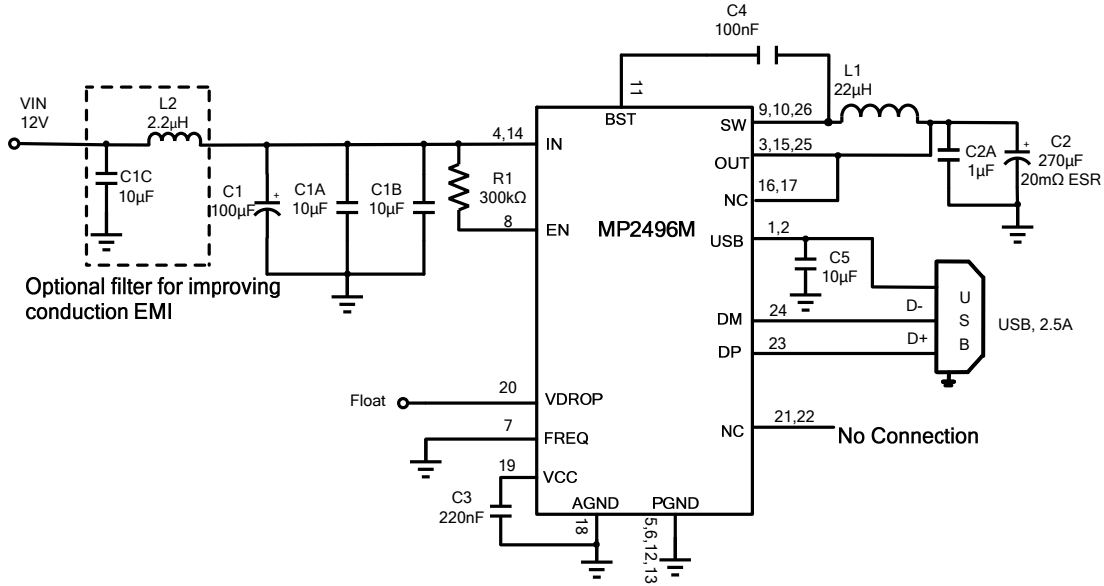 C4
100nF
VIN
12V
L2
2.2µH
C1C
10µF
C1
100µF
+
C1A
10µF
C1B
10µF
R1
300kΩ
Optional filter for improving
conduction EMI
4,14
IN
8
EN
11
BST
MP2496M
SW
9,10,26
L1
22µH
OUT
3,15,25
NC
16,17
C2A
1µF
+
C2
270µF
20mΩ ESR
USB
1,2
C5
10µF
DM
24
D-
DP
23
D+
U
S
B
USB, 2.5A
Float
20
VDROP
7
FREQ
19
VCC
C3
220nF
AGND
18
PGND
5,6,12,13
NC
21,22
No Connection